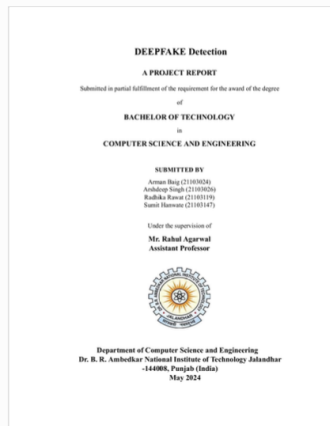 DEEPFAKE Detection
A PROJECT REPORT
Submitted in partial fulfillment of the requirement for the award of the degree
of
BACHELOR OF TECHNOLOGY
in
COMPUTER SCIENCE AND ENGINEERING
SUBMITTED BY
Arman Baig (21103024)
Arshdeep Singh (21103026)
Radhika Rawat (21103119)
Sumit Hanwate (21103147)
Under the supervision of
Mr. Rahul Agarwal
Assistant Professor
JALANDHAR
Department of Computer Science and Engineering
Dr. B. R. Ambedkar National Institute of Technology Jalandhar
-144008, Punjab (India)
May 2024